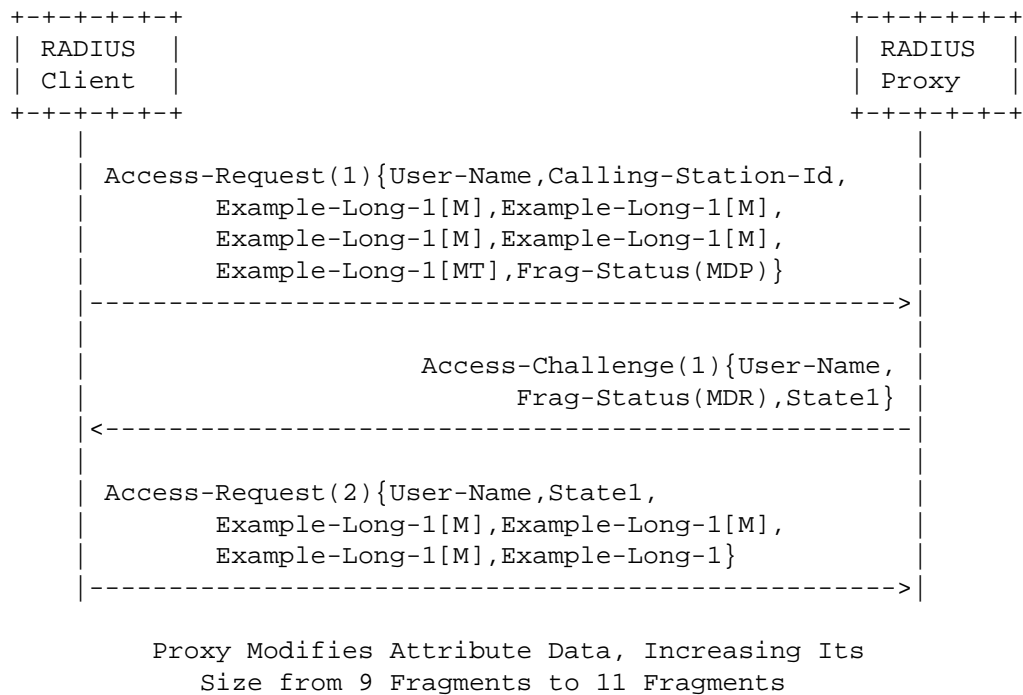 +-+-+-+-+-+ +-+-+-+-+-+
| RADIUS | | RADIUS |
| Client | | Proxy |
+-+-+-+-+-+ +-+-+-+-+-+
| |
| Access-Request(1){User-Name,Calling-Station-Id, |
| Example-Long-1[M],Example-Long-1[M], |
| Example-Long-1[M],Example-Long-1[M], |
| Example-Long-1[MT],Frag-Status(MDP)} |
|--------------------------------------------------->|
| |
| Access-Challenge(1){User-Name, |
| Frag-Status(MDR),State1} |
|<---------------------------------------------------|
| |
| Access-Request(2){User-Name,State1, |
| Example-Long-1[M],Example-Long-1[M], |
| Example-Long-1[M],Example-Long-1} |
|--------------------------------------------------->|
Proxy Modifies Attribute Data, Increasing Its
Size from 9 Fragments to 11 Fragments